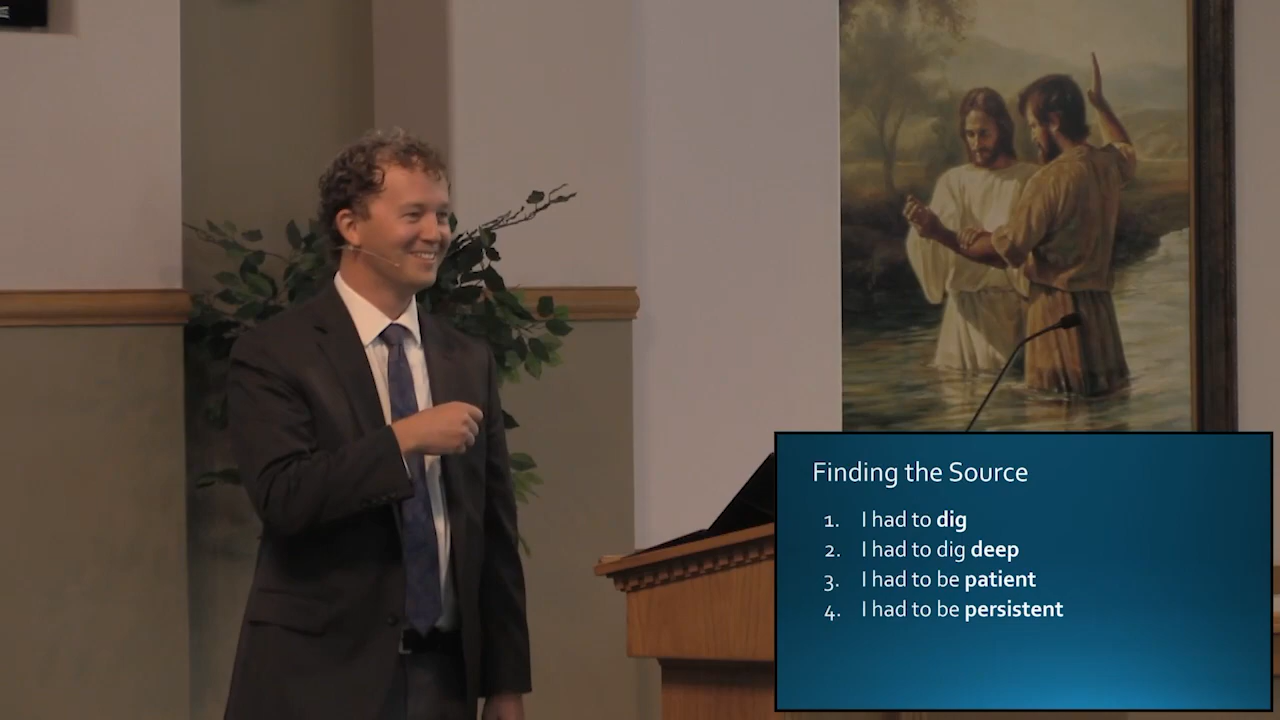 Finding the Source
1. I had to dig
2. I had to dig deep
3. I had to be patient
4. I had to be persistent